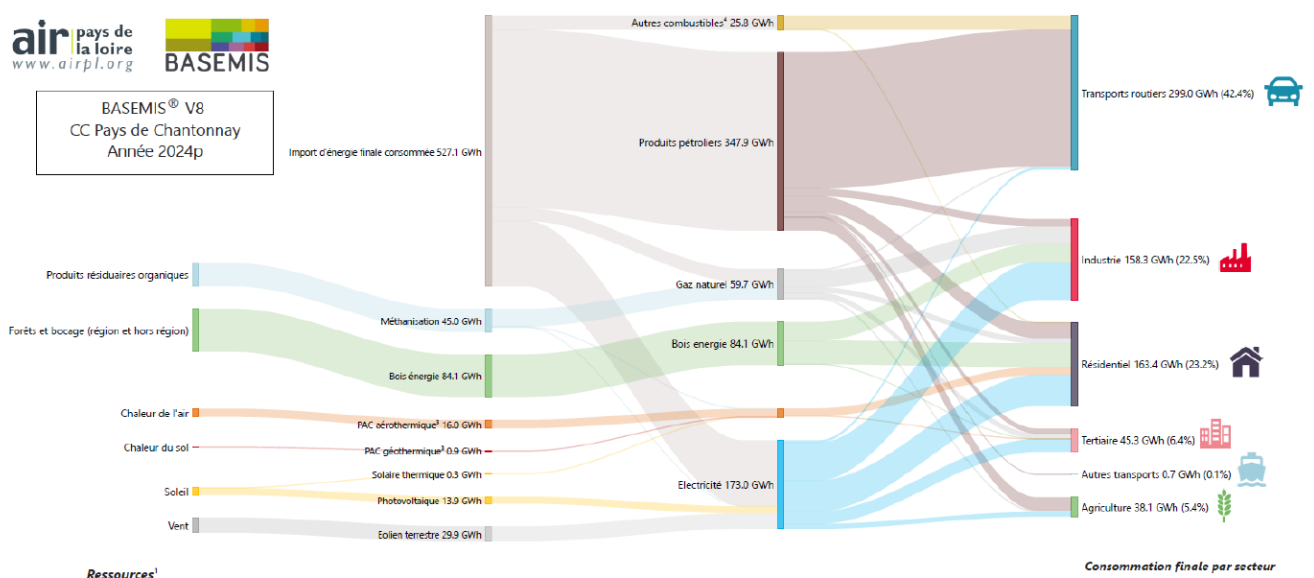 air pays de la loire
www.airpl.org
BASEMIS
BASEMIS® V8
CC Pays de Chantonnay
Année 2024p
Import d'énergie finale consommée 527.1 GWh
Produits résiduaires organiques
Forêts et bocage (région et hors région)
Chaleur de l'air
Chaleur du sol
Soleil
Vent
Méthanisation 45.0 GWh
Bois énergie 84.1 GWh
PAC aérothermique³ 16.0 GWh
PAC géothermique³ 0.9 GWh
Solaire thermique 0.3 GWh
Photovoltaïque 13.9 GWh
Eolien terrestre 29.9 GWh
Autres combustibles⁴ 25.8 GWh
Produits pétroliers 347.9 GWh
Gaz naturel 59.7 GWh
Bois energie 84.1 GWh
Electricité 173.0 GWh
Transports routiers 299.0 GWh (42.4%)
Industrie 158.3 GWh (22.5%)
Résidentiel 163.4 GWh (23.2%)
Tertiaire 45.3 GWh (6.4%)
Autres transports 0.7 GWh (0.1%)
Agriculture 38.1 GWh (5.4%)
Ressources¹
Consommation finale par secteur